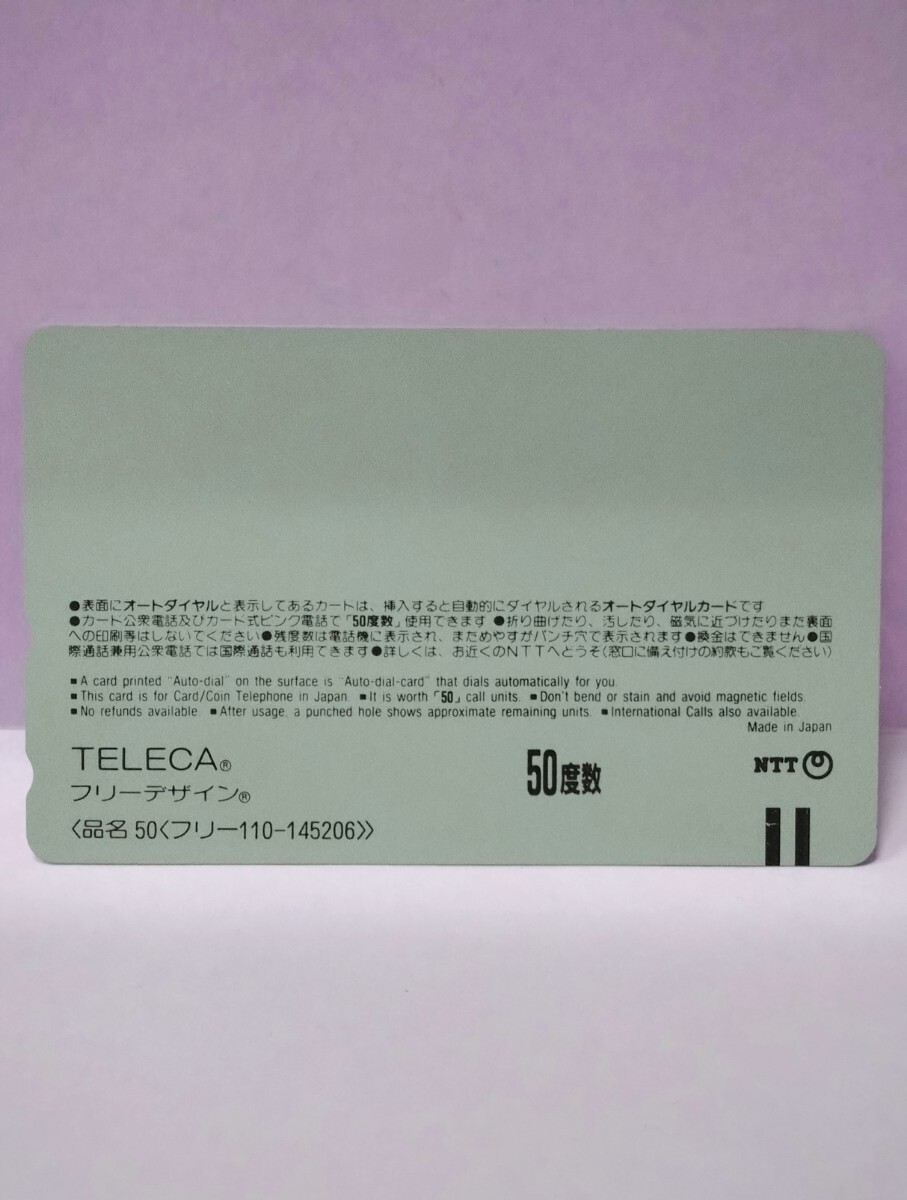 ●表面にオートダイヤルと表示してあるカートは、挿入すると自動的にダイヤルされるオートダイヤルカードです
●カード公衆電話及びカード式ピンク電話で「50度数」使用できます ●折り曲げたり、汚したり、磁気に近づけたりまた裏面
への印刷等はしないでください●残度数は電話機に表示され、まためやすがパンチ穴で表示されます●換金はできません●国
際通話兼用公衆電話では国際通話も利用できます●詳しくは、お近くのNTTへどうぞ(窓口に備え付けの約款もご覧ください)
■A card printed "Auto-dial" on the surface is "Auto-dial-card" that dials automatically for you.
■This card is for Card/Coin Telephone in Japan. ■It is worth「50」call units. ■Don't bend or stain and avoid magnetic fields.
■No refunds available. ■After usage, a punched hole shows approximate remaining units. ■International Calls also available.
Made in Japan
TELECA®
フリーデザイン®
〈品名 50〈フリー110-145206〉〉
50度数
NTT